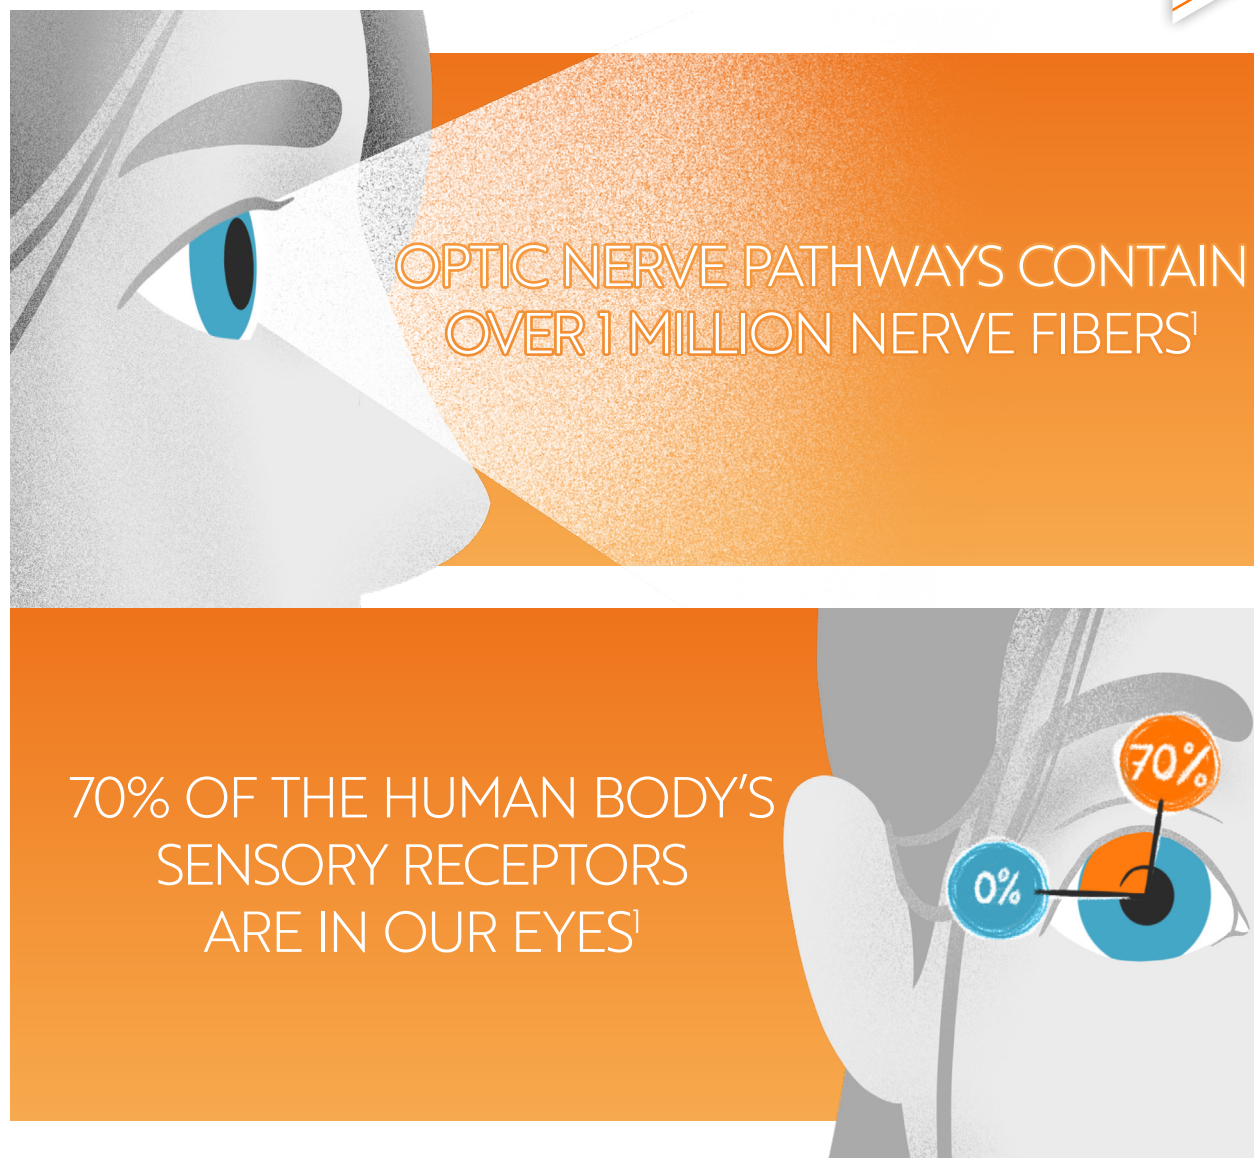 OPTIC NERVE PATHWAYS CONTAIN
OVER 1 MILLION NERVE FIBERS¹
70% OF THE HUMAN BODY'S
SENSORY RECEPTORS
ARE IN OUR EYES¹
70%
0%